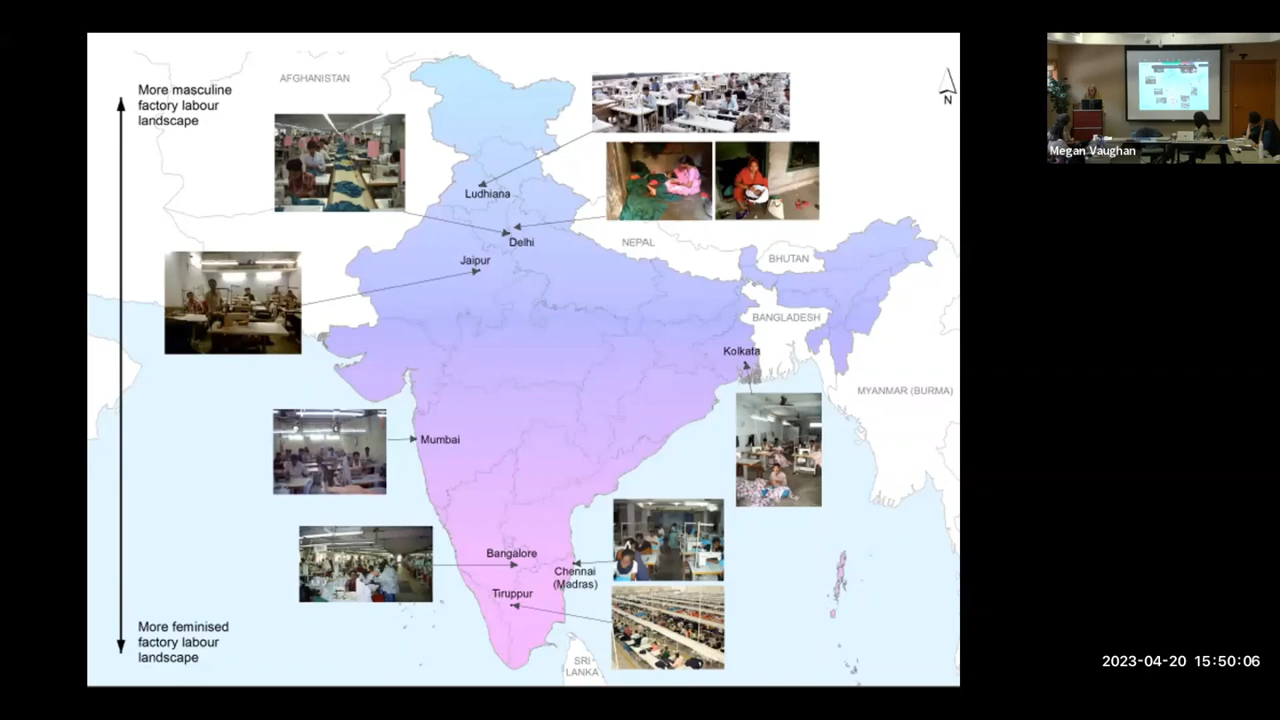 More masculine
factory labour
landscape
AFGHANISTAN
N
Ludhiana
Delhi
NEPAL
Jaipur
BHUTAN
BANGLADESH
Kolkata
MYANMAR (BURMA)
Mumbai
Bangalore
Chennai
(Madras)
Tiruppur
More feminised
factory labour
landscape
SRI
LANKA
Megan Vaughan
2023-04-20 15:50:06